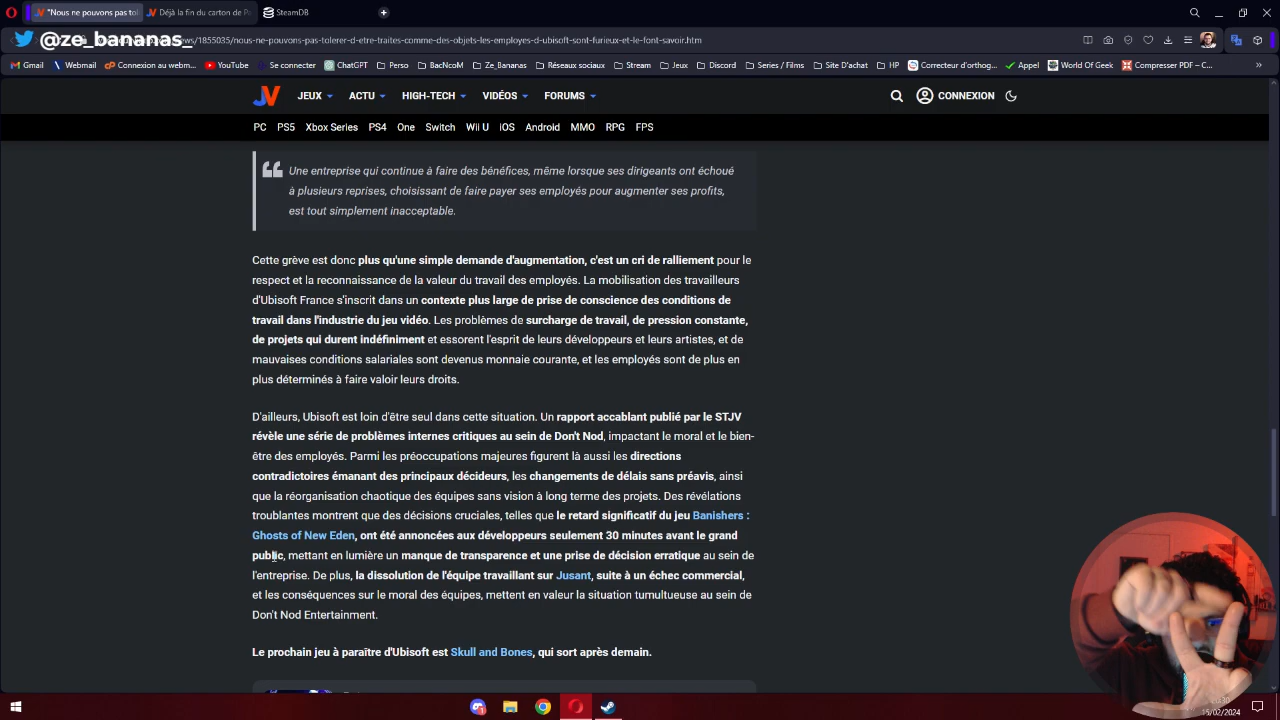 "Nous ne pouvons pas tol
Déjà la fin du carton de P
SteamDB
@ze_bananas_
/1855035/nous-ne-pouvons-pas-tolerer-d-etre-traites-comme-des-objets-les-employes-d-ubisoft-sont-furieux-et-le-font-savoir.htm
Gmail
Webmail
Connexion au webm...
YouTube
Se connecter
ChatGPT
Perso
BacNcoM
Ze_Bananas
Réseaux sociaux
Stream
Jeux
Discord
Series / Films
Site D'achat
HP
Correcteur d'orthog...
Appel
World Of Geek
Compresser PDF – C...
»
JV
JEUX
ACTU
HIGH-TECH
VIDÉOS
FORUMS
CONNEXION
PC
PS5
Xbox Series
PS4
One
Switch
Wii U
iOS
Android
MMO
RPG
FPS
Une entreprise qui continue à faire des bénéfices, même lorsque ses dirigeants ont échoué
à plusieurs reprises, choisissant de faire payer ses employés pour augmenter ses profits,
est tout simplement inacceptable.
Cette grève est donc plus qu'une simple demande d'augmentation, c'est un cri de ralliement pour le
respect et la reconnaissance de la valeur du travail des employés. La mobilisation des travailleurs
d'Ubisoft France s'inscrit dans un contexte plus large de prise de conscience des conditions de
travail dans l'industrie du jeu vidéo. Les problèmes de surcharge de travail, de pression constante,
de projets qui durent indéfiniment et essorent l'esprit de leurs développeurs et leurs artistes, et de
mauvaises conditions salariales sont devenus monnaie courante, et les employés sont de plus en
plus déterminés à faire valoir leurs droits.
D'ailleurs, Ubisoft est loin d'être seul dans cette situation. Un rapport accablant publié par le STJV
révèle une série de problèmes internes critiques au sein de Don't Nod, impactant le moral et le bien-
être des employés. Parmi les préoccupations majeures figurent là aussi les directions
contradictoires émanant des principaux décideurs, les changements de délais sans préavis, ainsi
que la réorganisation chaotique des équipes sans vision à long terme des projets. Des révélations
troublantes montrent que des décisions cruciales, telles que le retard significatif du jeu Banishers :
Ghosts of New Eden, ont été annoncées aux développeurs seulement 30 minutes avant le grand
public, mettant en lumière un manque de transparence et une prise de décision erratique au sein de
l'entreprise. De plus, la dissolution de l'équipe travaillant sur Jusant, suite à un échec commercial,
et les conséquences sur le moral des équipes, mettent en valeur la situation tumultueuse au sein de
Don't Nod Entertainment.
Le prochain jeu à paraître d'Ubisoft est Skull and Bones, qui sort après demain.
15/02/2024